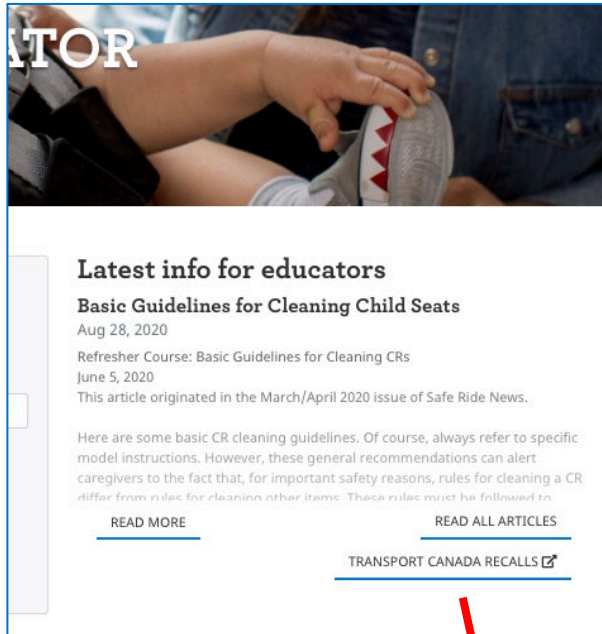 ATOR
Latest info for educators
Basic Guidelines for Cleaning Child Seats
Aug 28, 2020
Refresher Course: Basic Guidelines for Cleaning CRs
June 5, 2020
This article originated in the March/April 2020 issue of Safe Ride News.
Here are some basic CR cleaning guidelines. Of course, always refer to specific
model instructions. However, these general recommendations can alert
caregivers to the fact that, for important safety reasons, rules for cleaning a CR
differ from rules for cleaning other items. These rules must be followed to
READ MORE
READ ALL ARTICLES
TRANSPORT CANADA RECALLS